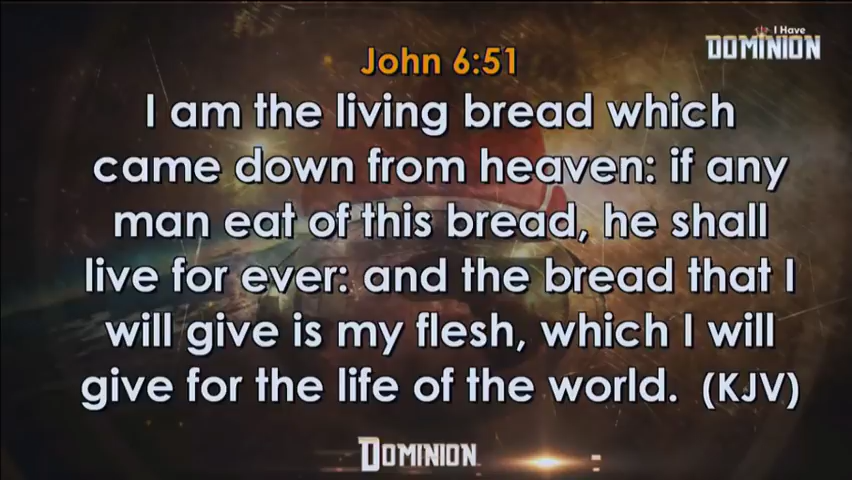 I Have
DOMINION
John 6:51
I am the living bread which
came down from heaven: if any
man eat of this bread, he shall
live for ever: and the bread that I
will give is my flesh, which I will
give for the life of the world. (KJV)
DOMINION